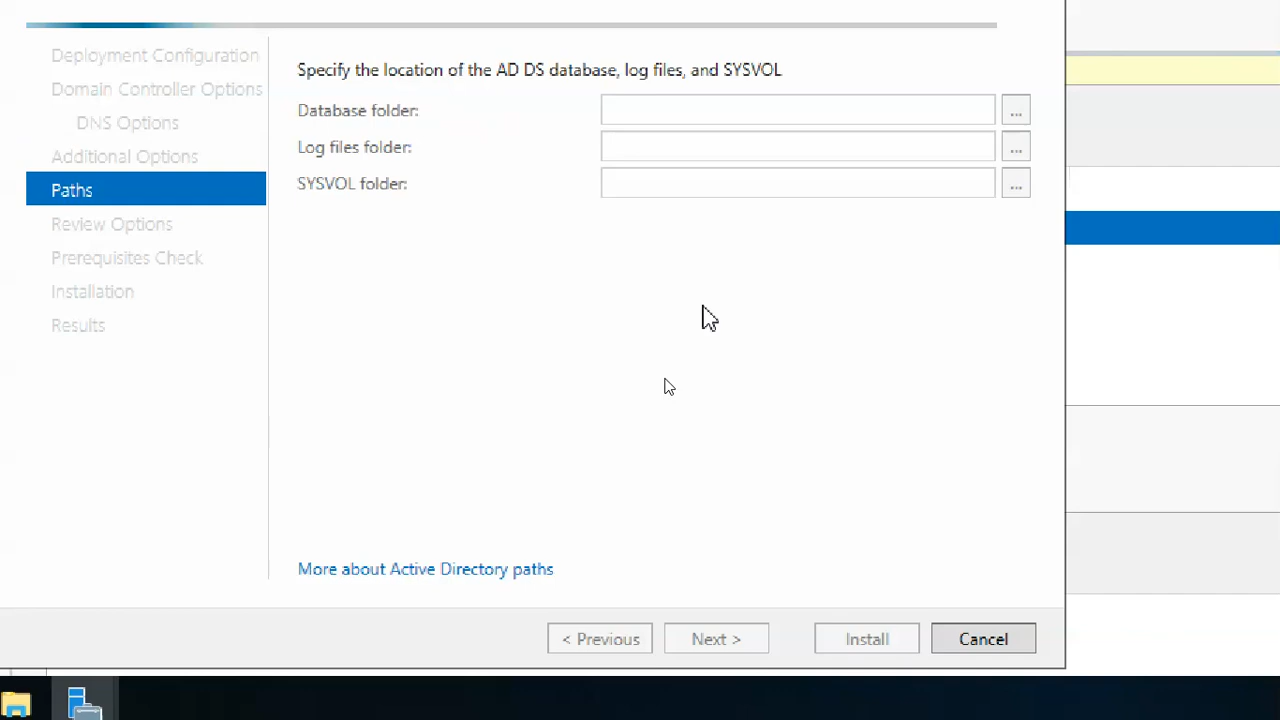 Deployment Configuration
Domain Controller Options
DNS Options
Additional Options
Paths
Review Options
Prerequisites Check
Installation
Results
Specify the location of the AD DS database, log files, and SYSVOL
Database folder:
...
Log files folder:
...
SYSVOL folder:
...
More about Active Directory paths
< Previous
Next >
Install
Cancel